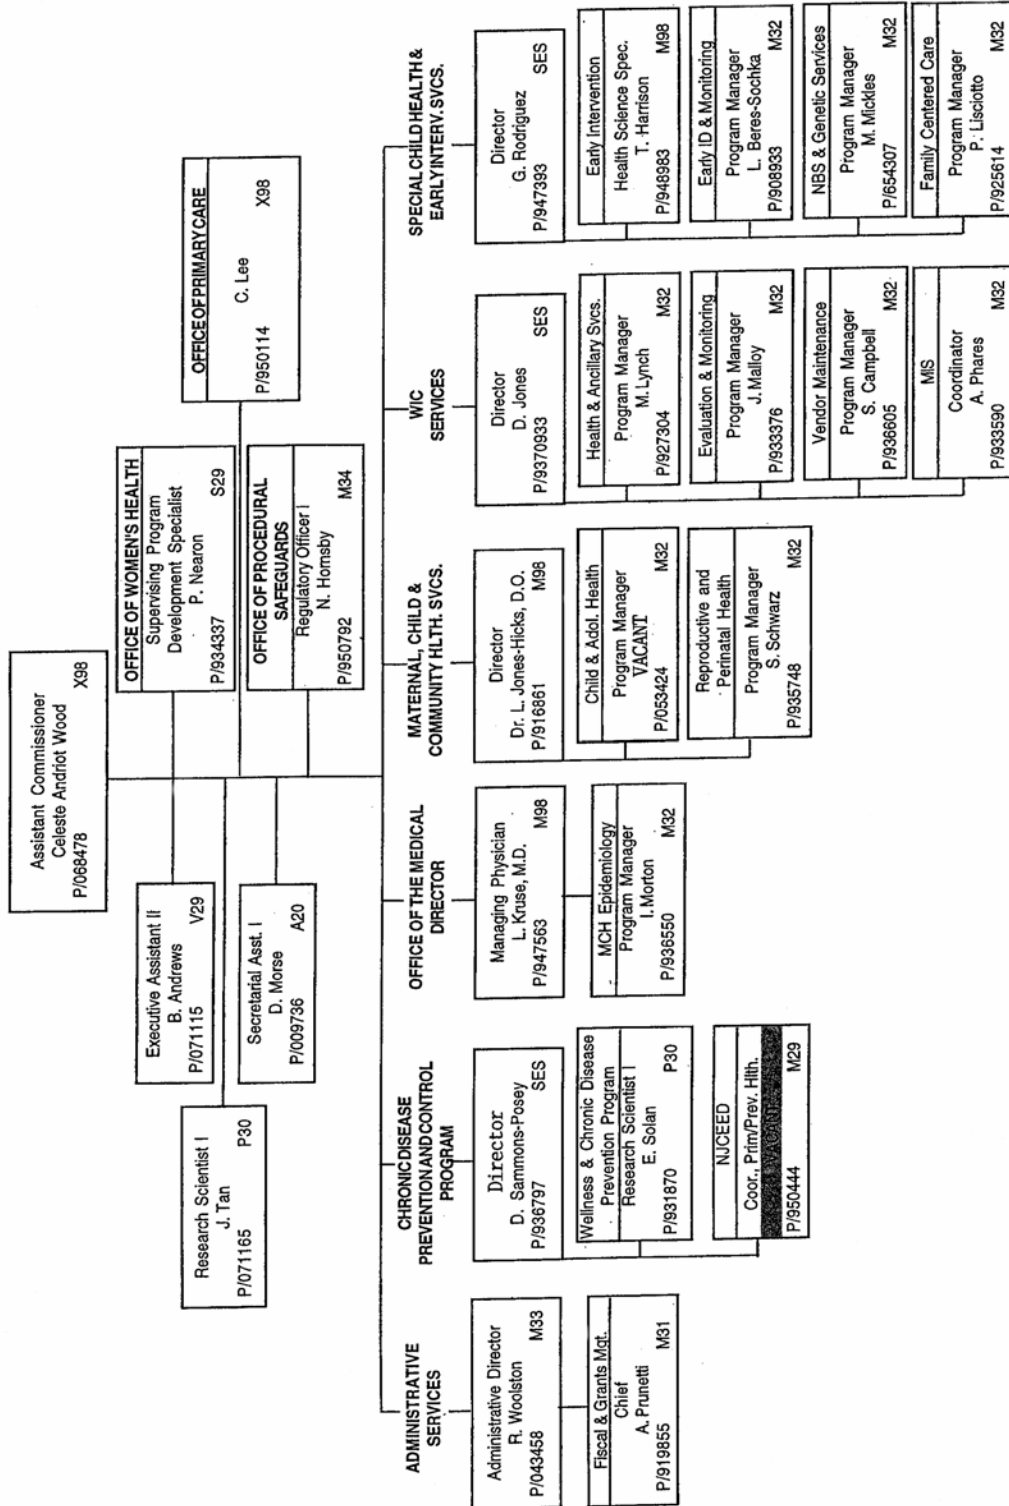 Assistant Commissioner
Celeste Andriot Wood
P/068478 X98
Executive Assistant II
B. Andrews
P/071115 V29
OFFICE OF WOMEN'S HEALTH
Supervising Program
Development Specialist
P. Nearon
P/934337 S29
Research Scientist I
J. Tan
P/071165 P30
OFFICE OF PRIMARY CARE
C. Lee
P/950114 X98
Secretarial Asst. I
D. Morse
P/009736 A20
OFFICE OF PROCEDURAL
SAFEGUARDS
Regulatory Officer I
N. Hornsby
P/950792 M34
ADMINISTRATIVE
SERVICES
Administrative Director
R. Woolston
P/043458 M33
Fiscal & Grants Mgt.
Chief
A. Prunetti
P/919855 M31
CHRONIC DISEASE
PREVENTION AND CONTROL
PROGRAM
Director
D. Sammons-Posey
P/936797 SES
Wellness & Chronic Disease
Prevention Program
Research Scientist I
E. Solan
P/931870 P30
NJCEED
Coor., Prim/Prev. Hlth.
VACANT
P/950444 M29
OFFICE OF THE MEDICAL
DIRECTOR
Managing Physician
L. Kruse, M.D.
P/947563 M98
MCH Epidemiology
Program Manager
I. Morton
P/936550 M32
MATERNAL, CHILD &
COMMUNITY HLTH. SVCS.
Director
Dr. L. Jones-Hicks, D.O.
P/916861 M98
Child & Adol. Health
Program Manager
VACANT
P/053424 M32
Reproductive and
Perinatal Health
Program Manager
S. Schwarz
P/935748 M32
WIC
SERVICES
Director
D. Jones
P/9370933 SES
Health & Ancillary Svcs.
Program Manager
M. Lynch
P/927304 M32
Evaluation & Monitoring
Program Manager
J. Malloy
P/933376 M32
Vendor Maintenance
Program Manager
S. Campbell
P/936605 M32
MIS
Coordinator
A. Phares
P/933590 M32
SPECIAL CHILD HEALTH &
EARLY INTERV. SVCS.
Director
G. Rodriguez
P/947393 SES
Early Intervention
Health Science Spec.
T. Harrison
P/948983 M98
Early ID & Monitoring
Program Manager
L. Beres-Sochka
P/908933 M32
NBS & Genetic Services
Program Manager
M. Mickles
P/654307 M32
Family Centered Care
Program Manager
P. Lisciotto
P/925614 M32